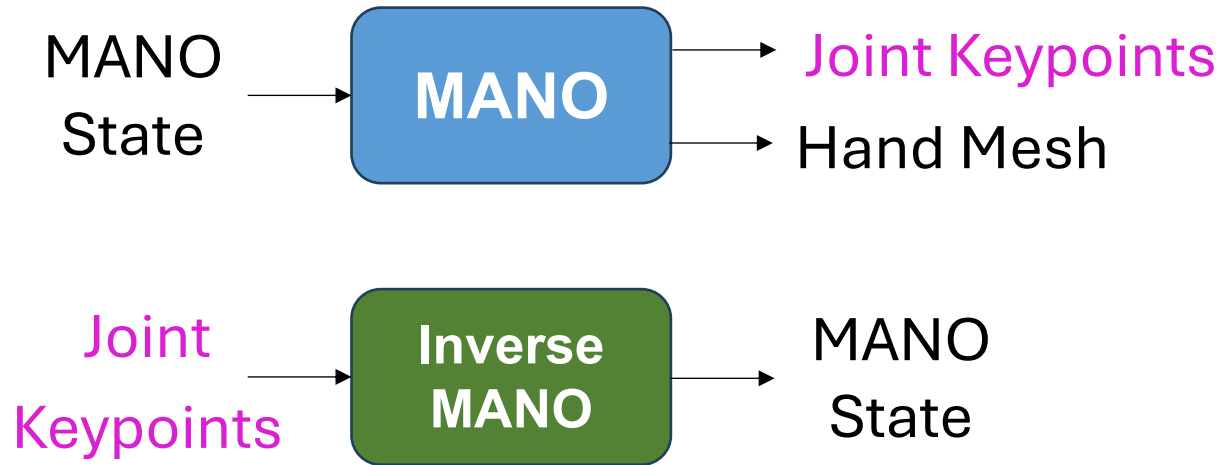 MANO
State
MANO
Joint Keypoints
Hand Mesh
Joint
Keypoints
Inverse
MANO
MANO
State